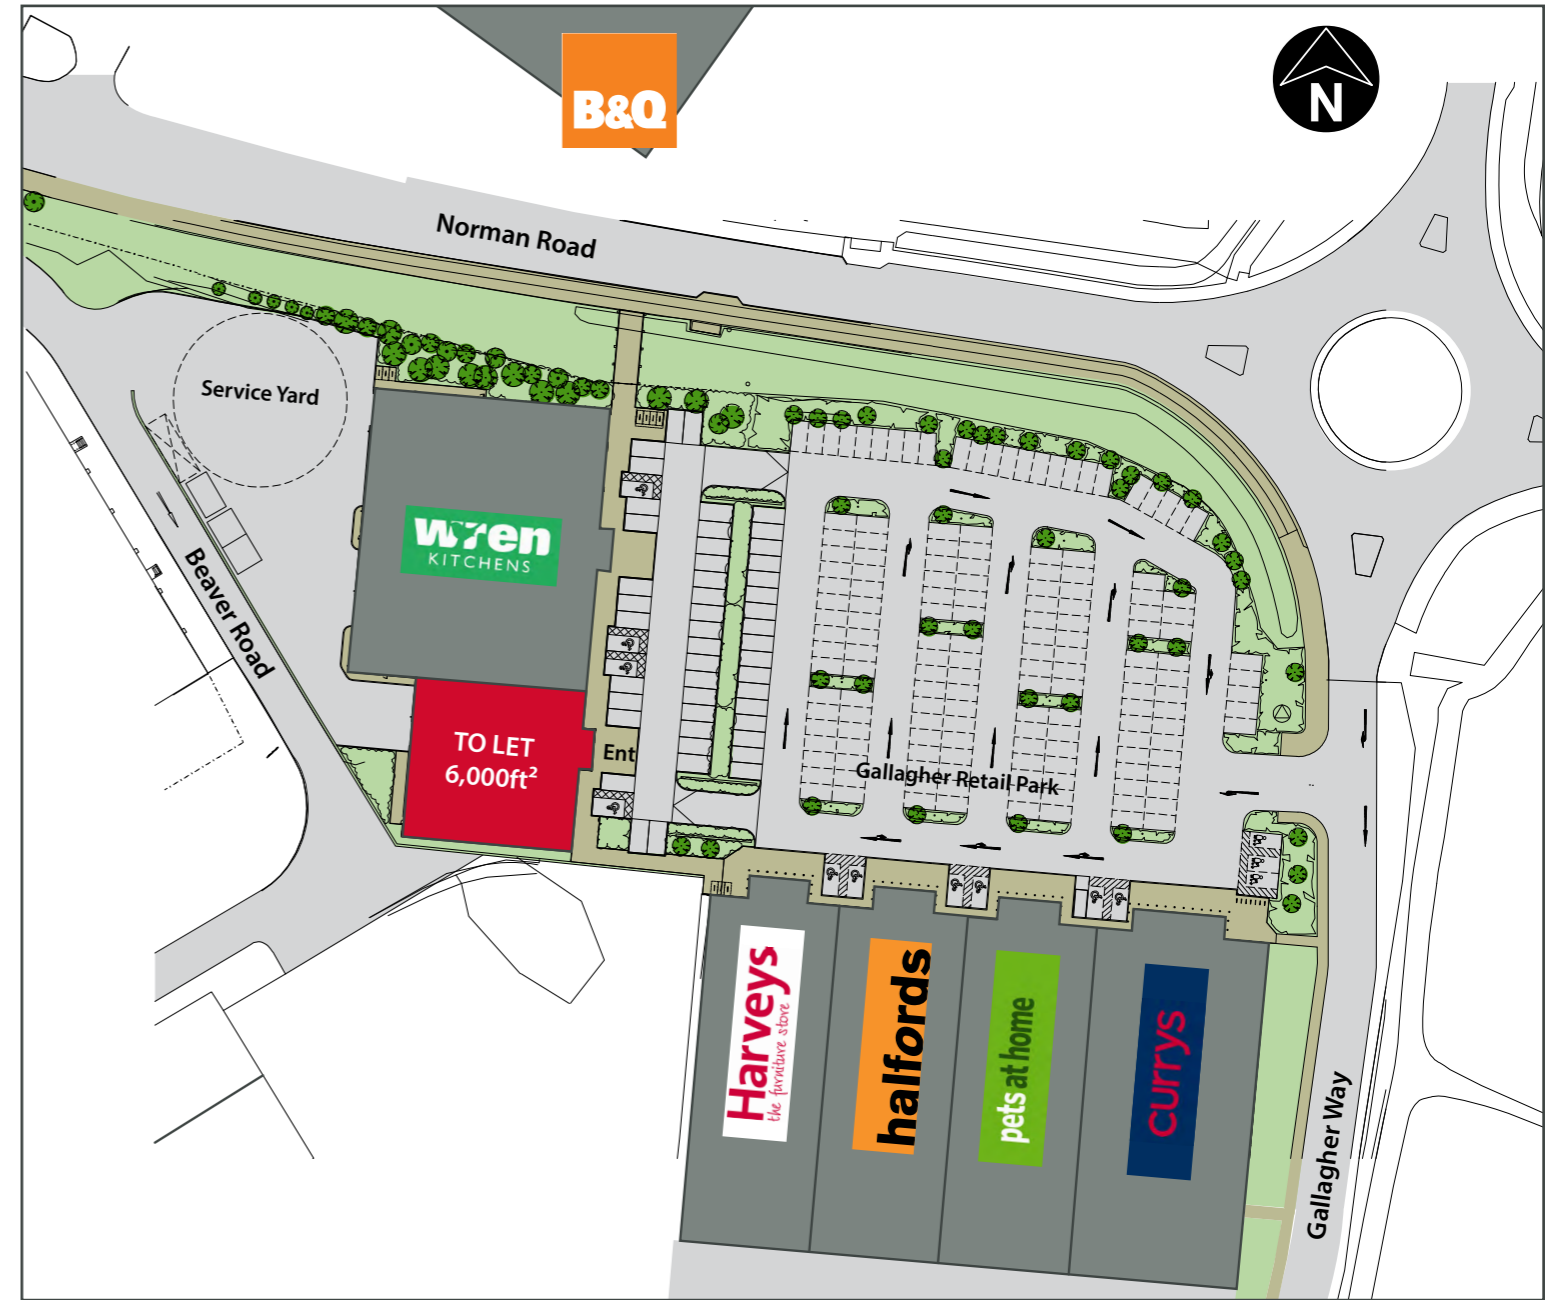 B&Q
N
Norman Road
Service Yard
wren
KITCHENS
Beaver Road
TO LET
6,000ft²
Ent
Gallagher Retail Park
Harveys
the furniture store
halfords
pets at home
currys
Gallagher Way